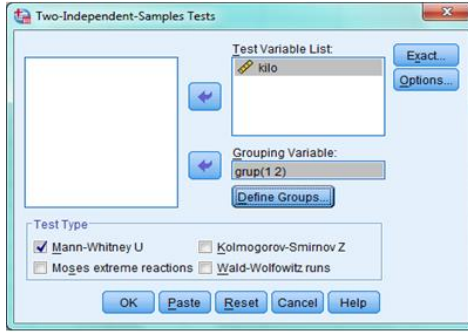 Two-Independent-Samples Tests
Test Variable List:
kilo
Exact...
Options...
Grouping Variable:
grup(1 2)
Define Groups...
Test Type
Mann-Whitney U
Kolmogorov-Smirnov Z
Moses extreme reactions
Wald-Wolfowitz runs
OK
Paste
Reset
Cancel
Help